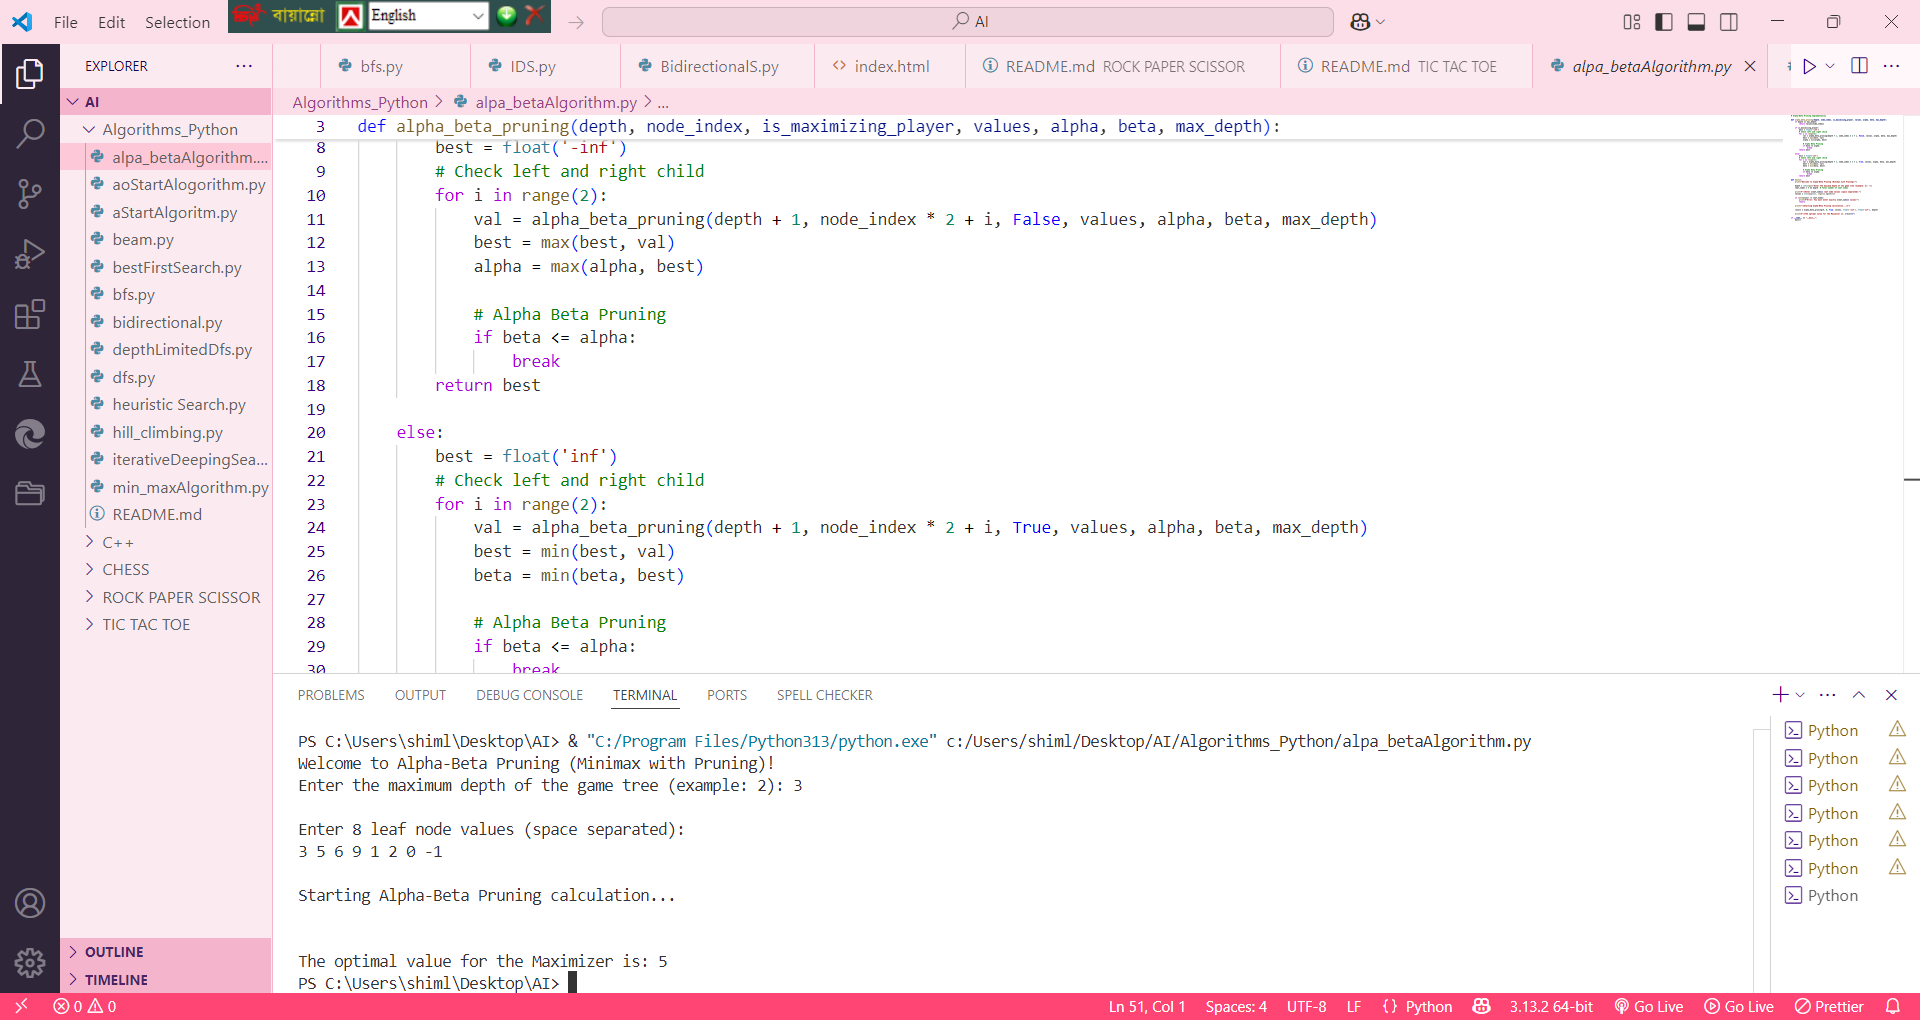 File Edit Selection
বায়ান্নো
English
AI
EXPLORER
AI
Algorithms_Python
alpa_betaAlgorithm....
aoStartAlogorithm.py
aStartAlgoritm.py
beam.py
bestFirstSearch.py
bfs.py
bidirectional.py
depthLimitedDfs.py
dfs.py
heuristic Search.py
hill_climbing.py
iterativeDeepingSea...
min_maxAlgorithm.py
README.md
C++
CHESS
ROCK PAPER SCISSOR
TIC TAC TOE
OUTLINE
TIMELINE
bfs.py IDS.py BidirectionalS.py index.html README.md ROCK PAPER SCISSOR README.md TIC TAC TOE alpa_betaAlgorithm.py
Algorithms_Python > alpa_betaAlgorithm.py > ...
3 def alpha_beta_pruning(depth, node_index, is_maximizing_player, values, alpha, beta, max_depth):
8 best = float('-inf')
9 # Check left and right child
10 for i in range(2):
11 val = alpha_beta_pruning(depth + 1, node_index * 2 + i, False, values, alpha, beta, max_depth)
12 best = max(best, val)
13 alpha = max(alpha, best)
14
15 # Alpha Beta Pruning
16 if beta <= alpha:
17 break
18 return best
19
20 else:
21 best = float('inf')
22 # Check left and right child
23 for i in range(2):
24 val = alpha_beta_pruning(depth + 1, node_index * 2 + i, True, values, alpha, beta, max_depth)
25 best = min(best, val)
26 beta = min(beta, best)
27
28 # Alpha Beta Pruning
29 if beta <= alpha:
30 break
PROBLEMS OUTPUT DEBUG CONSOLE TERMINAL PORTS SPELL CHECKER
PS C:\Users\shiml\Desktop\AI> & "C:/Program Files/Python313/python.exe" c:/Users/shiml/Desktop/AI/Algorithms_Python/alpa_betaAlgorithm.py
Welcome to Alpha-Beta Pruning (Minimax with Pruning)!
Enter the maximum depth of the game tree (example: 2): 3
Enter 8 leaf node values (space separated):
3 5 6 9 1 2 0 -1
Starting Alpha-Beta Pruning calculation...
The optimal value for the Maximizer is: 5
PS C:\Users\shiml\Desktop\AI>
Python
Python
Python
Python
Python
Python
Python
0 0 Ln 51, Col 1 Spaces: 4 UTF-8 LF {} Python 3.13.2 64-bit Go Live Go Live Prettier